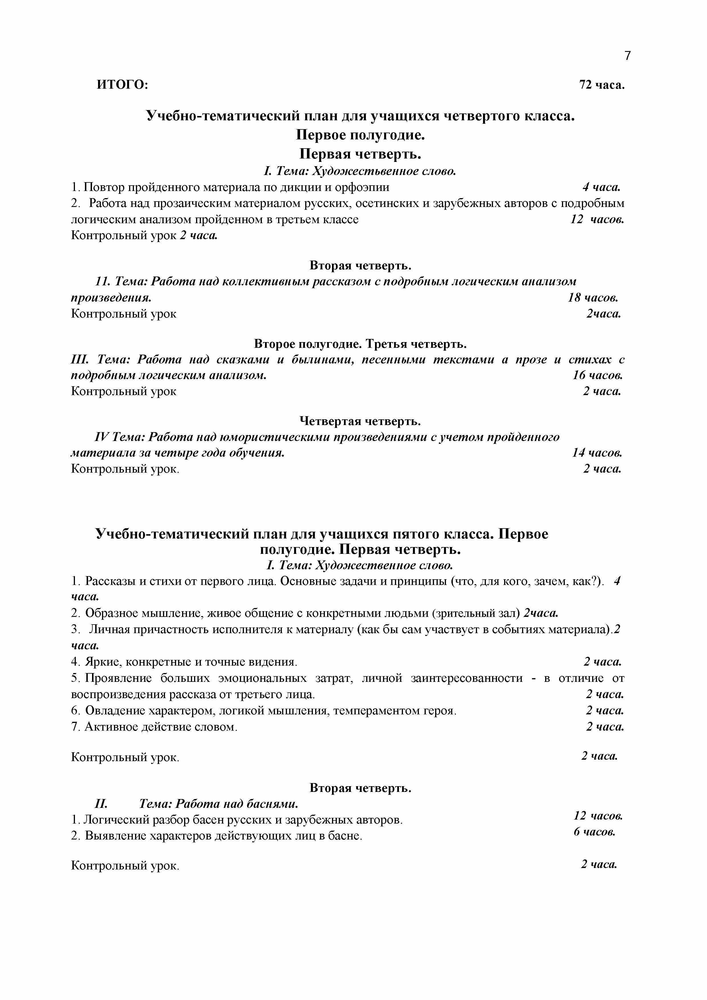 7
ИТОГО: 72 часа.
Учебно-тематический план для учащихся четвертого класса.
Первое полугодие.
Первая четверть.
I. Тема: Художестьвенное слово.
1. Повтор пройденного материала по дикции и орфоэпии 4 часа.
2. Работа над прозаическим материалом русских, осетинских и зарубежных авторов с подробным
логическим анализом пройденном в третьем классе 12 часов.
Контрольный урок 2 часа.
Вторая четверть.
11. Тема: Работа над коллективным рассказом с подробным логическим анализом
произведения. 18 часов.
Контрольный урок 2часа.
Второе полугодие. Третья четверть.
III. Тема: Работа над сказками и былинами, песенными текстами а прозе и стихах с
подробным логическим анализом. 16 часов.
Контрольный урок 2 часа.
Четвертая четверть.
IV Тема: Работа над юмористическими произведениями с учетом пройденного
материала за четыре года обучения. 14 часов.
Контрольный урок. 2 часа.
Учебно-тематический план для учащихся пятого класса. Первое
полугодие. Первая четверть.
I. Тема: Художественное слово.
1. Рассказы и стихи от первого лица. Основные задачи и принципы (что, для кого, зачем, как?). 4
часа.
2. Образное мышление, живое общение с конкретными людьми (зрительный зал) 2часа.
3. Личная причастность исполнителя к материалу (как бы сам участвует в событиях материала).2
часа.
4. Яркие, конкретные и точные видения. 2 часа.
5. Проявление больших эмоциональных затрат, личной заинтересованности - в отличие от
воспроизведения рассказа от третьего лица. 2 часа.
6. Овладение характером, логикой мышления, темпераментом героя. 2 часа.
7. Активное действие словом. 2 часа.
Контрольный урок. 2 часа.
Вторая четверть.
II. Тема: Работа над баснями.
1. Логический разбор басен русских и зарубежных авторов. 12 часов.
2. Выявление характеров действующих лиц в басне. 6 часов.
Контрольный урок. 2 часа.